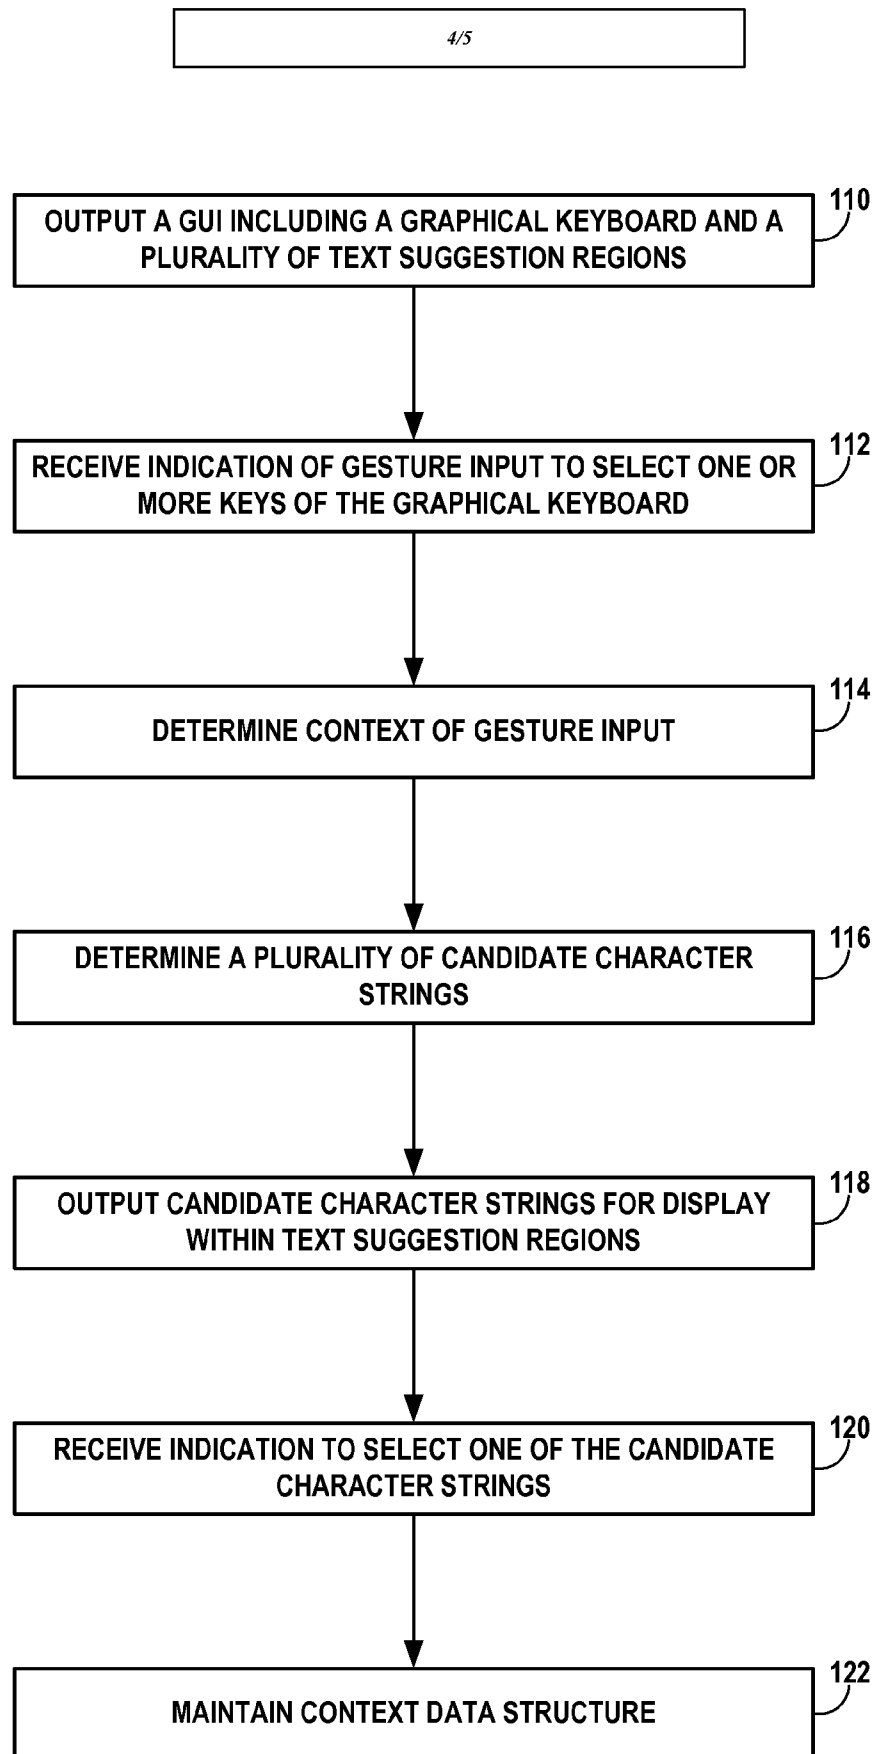 4/5
110
OUTPUT A GUI INCLUDING A GRAPHICAL KEYBOARD AND A
PLURALITY OF TEXT SUGGESTION REGIONS
112
RECEIVE INDICATION OF GESTURE INPUT TO SELECT ONE OR
MORE KEYS OF THE GRAPHICAL KEYBOARD
114
DETERMINE CONTEXT OF GESTURE INPUT
116
DETERMINE A PLURALITY OF CANDIDATE CHARACTER
STRINGS
118
OUTPUT CANDIDATE CHARACTER STRINGS FOR DISPLAY
WITHIN TEXT SUGGESTION REGIONS
120
RECEIVE INDICATION TO SELECT ONE OF THE CANDIDATE
CHARACTER STRINGS
122
MAINTAIN CONTEXT DATA STRUCTURE